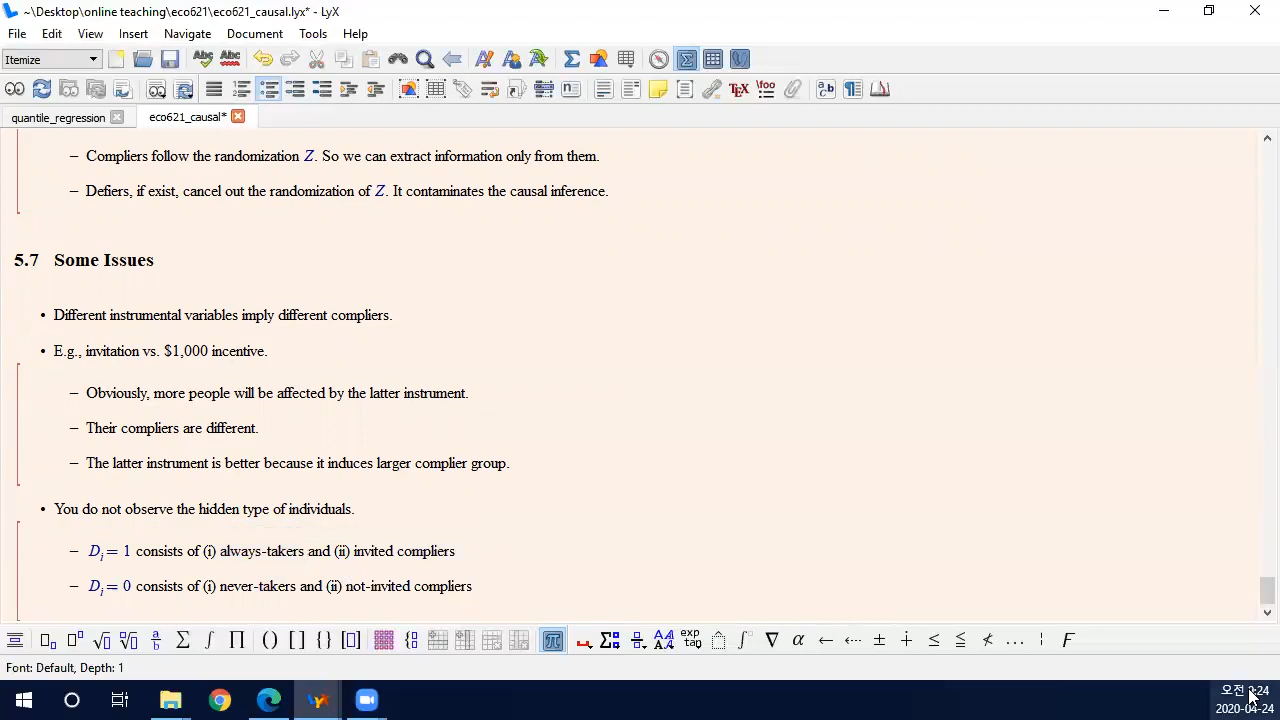 ~\Desktop\online teaching\eco621\eco621_causal.lyx* - LyX
File Edit View Insert Navigate Document Tools Help
Itemize
quantile_regression eco621_causal*
– Compliers follow the randomization Z. So we can extract information only from them.
– Defiers, if exist, cancel out the randomization of Z. It contaminates the causal inference.
5.7 Some Issues
• Different instrumental variables imply different compliers.
• E.g., invitation vs. $1,000 incentive.
– Obviously, more people will be affected by the latter instrument.
– Their compliers are different.
– The latter instrument is better because it induces larger complier group.
• You do not observe the hidden type of individuals.
– D_i = 1 consists of (i) always-takers and (ii) invited compliers
– D_i = 0 consists of (i) never-takers and (ii) not-invited compliers
Font: Default, Depth: 1
오전
2020-04-24